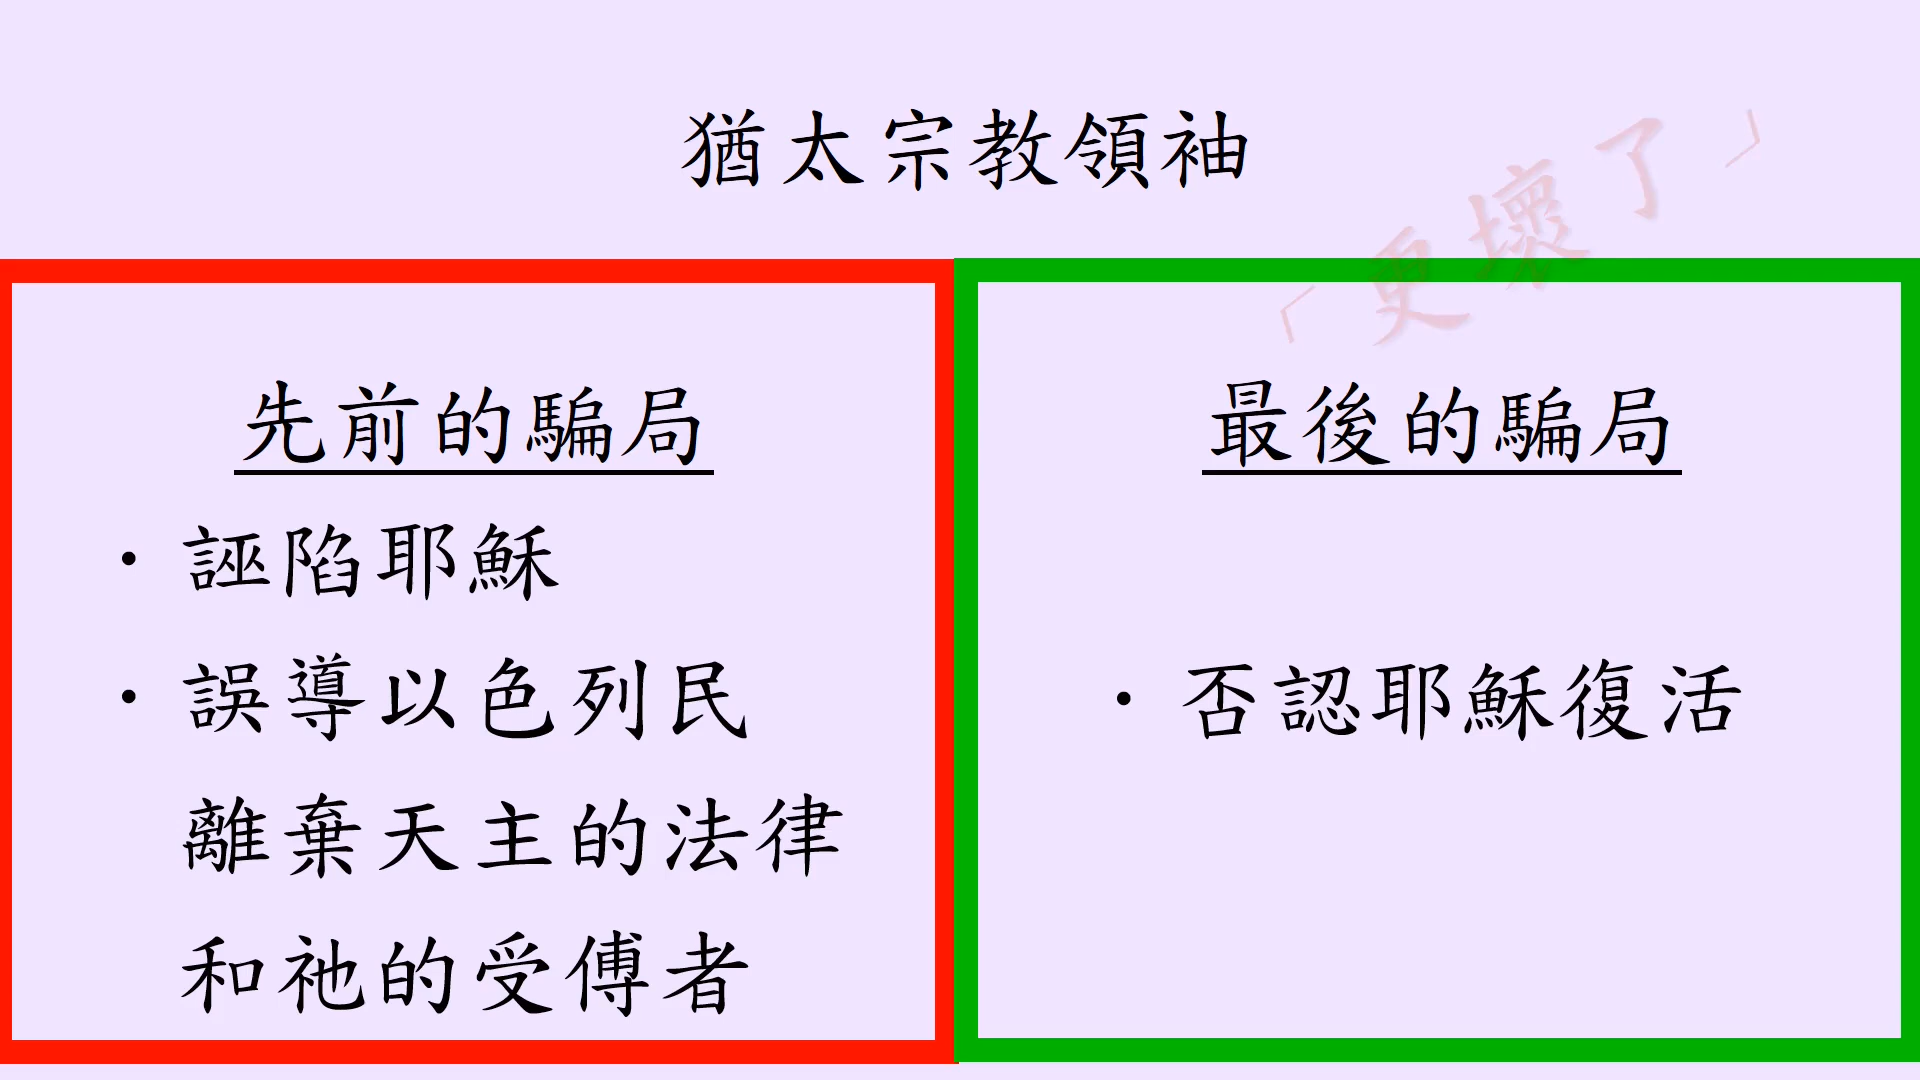 猶太宗教領袖
「更壞了」
先前的騙局
・誣陷耶穌
・誤導以色列民
離棄天主的法律
和祂的受傅者
最後的騙局
・否認耶穌復活